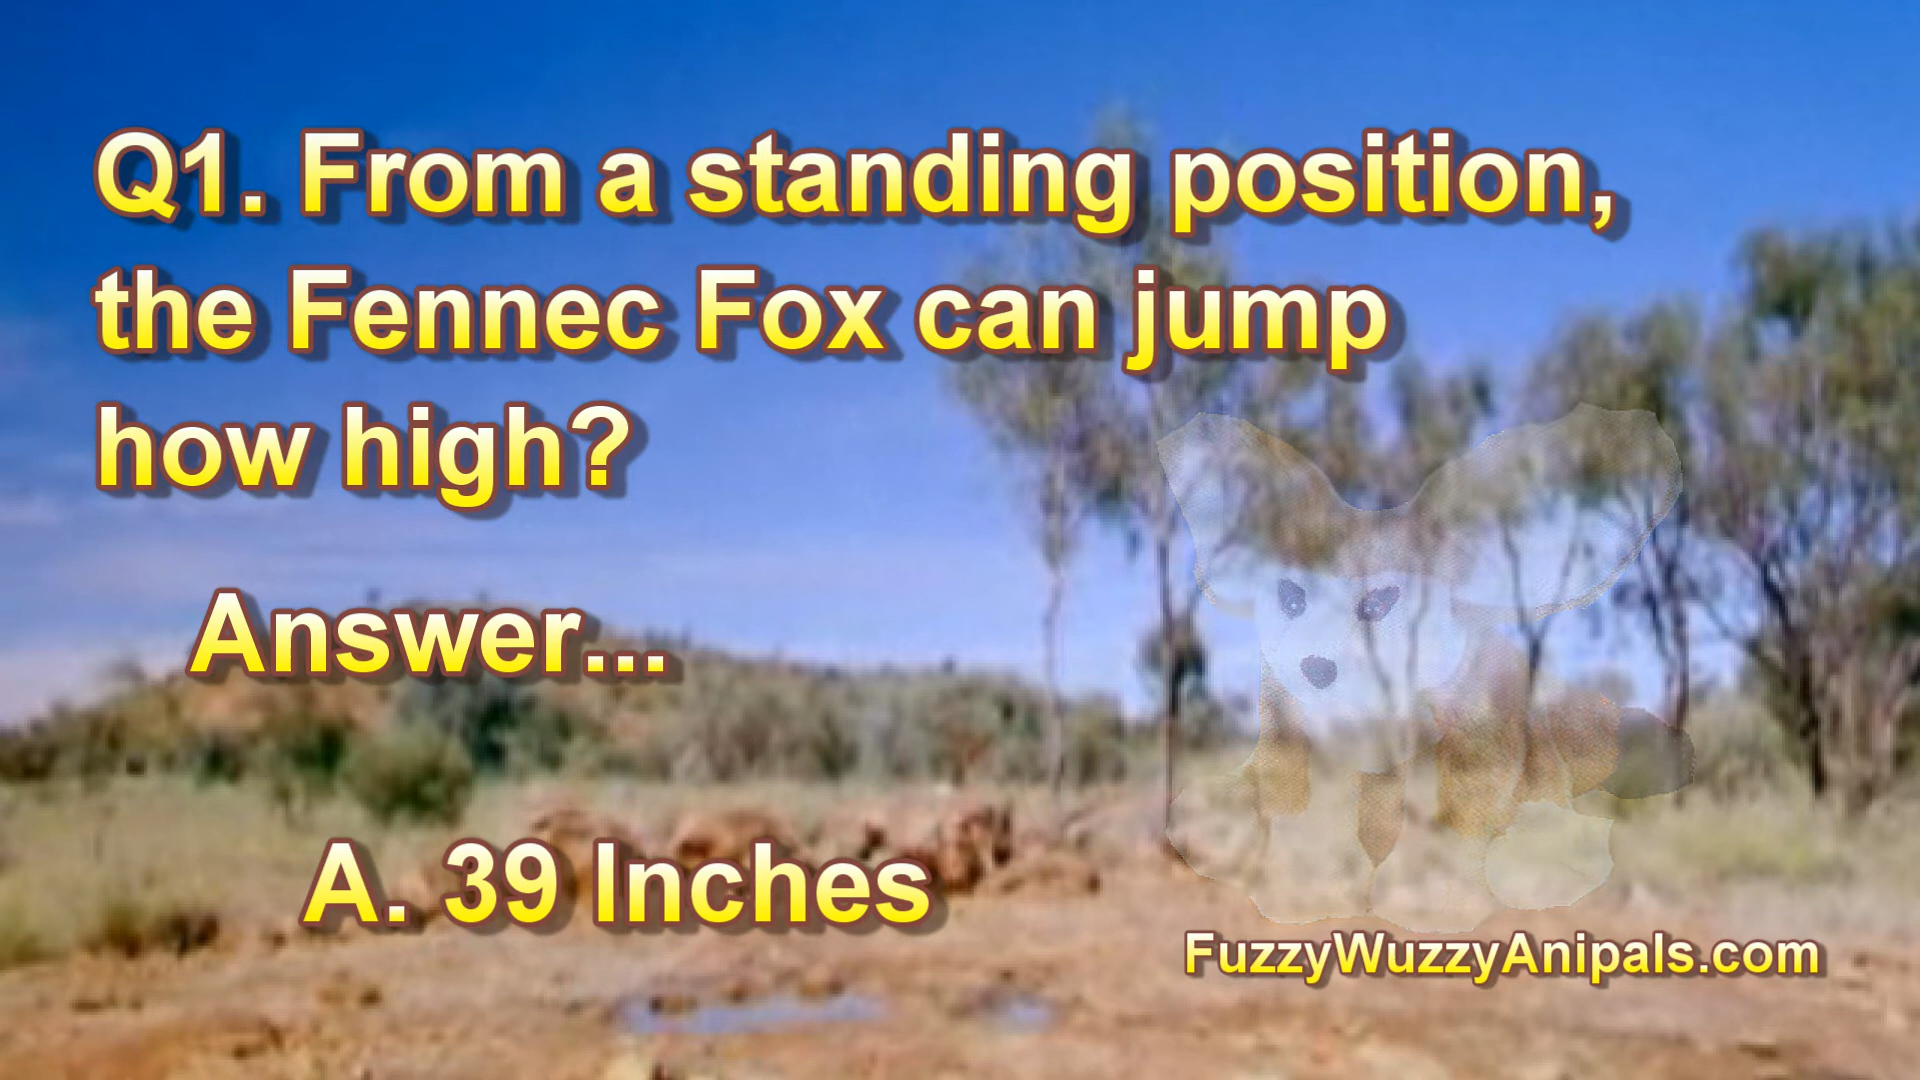 Q1. From a standing position,
the Fennec Fox can jump
how high?
Answer...
A. 39 Inches
FuzzyWuzzyAnipals.com